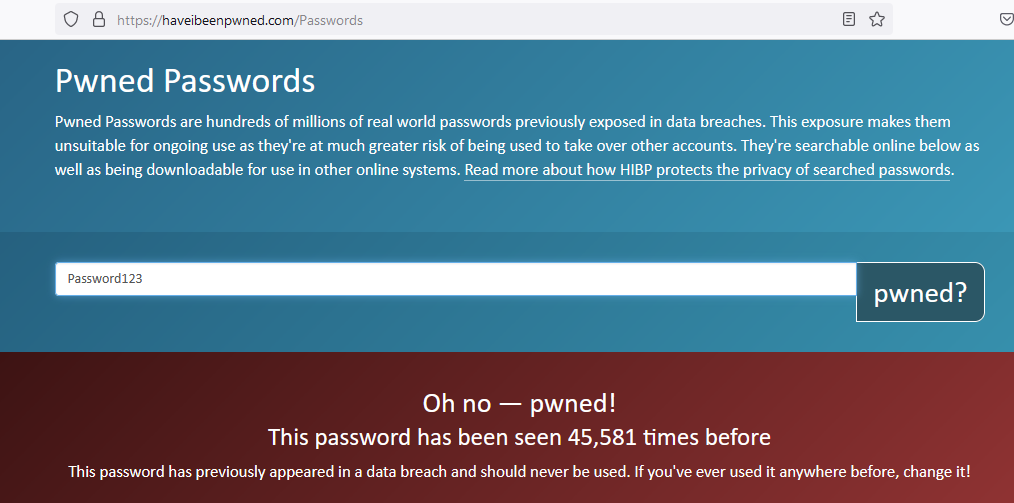 https://haveibeenpwned.com/Passwords
Pwned Passwords
Pwned Passwords are hundreds of millions of real world passwords previously exposed in data breaches. This exposure makes them
unsuitable for ongoing use as they're at much greater risk of being used to take over other accounts. They're searchable online below as
well as being downloadable for use in other online systems. Read more about how HIBP protects the privacy of searched passwords.
Password123
pwned?
Oh no — pwned!
This password has been seen 45,581 times before
This password has previously appeared in a data breach and should never be used. If you've ever used it anywhere before, change it!